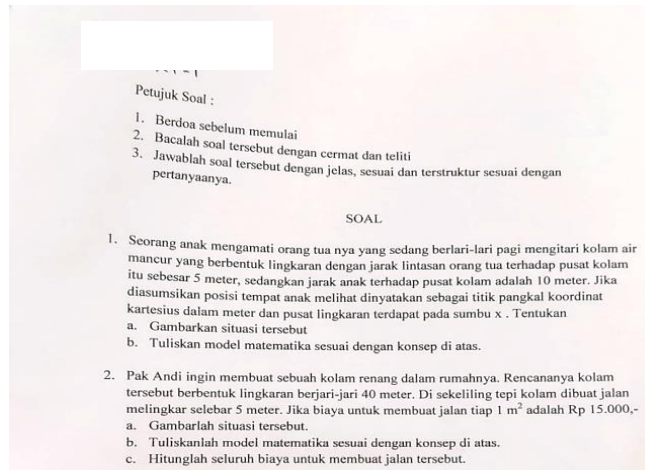 Petujuk Soal :
1. Berdoa sebelum memulai
2. Bacalah soal tersebut dengan cermat dan teliti
3. Jawablah soal tersebut dengan jelas, sesuai dan terstruktur sesuai dengan
pertanyaanya.
SOAL
1. Seorang anak mengamati orang tua nya yang sedang berlari-lari pagi mengitari kolam air
mancur yang berbentuk lingkaran dengan jarak lintasan orang tua terhadap pusat kolam
itu sebesar 5 meter, sedangkan jarak anak terhadap pusat kolam adalah 10 meter. Jika
diasumsikan posisi tempat anak melihat dinyatakan sebagai titik pangkal koordinat
kartesius dalam meter dan pusat lingkaran terdapat pada sumbu x . Tentukan
a. Gambarkan situasi tersebut
b. Tuliskan model matematika sesuai dengan konsep di atas.
2. Pak Andi ingin membuat sebuah kolam renang dalam rumahnya. Rencananya kolam
tersebut berbentuk lingkaran berjari-jari 40 meter. Di sekeliling tepi kolam dibuat jalan
melingkar selebar 5 meter. Jika biaya untuk membuat jalan tiap 1 m² adalah Rp 15.000,-
a. Gambarlah situasi tersebut.
b. Tuliskanlah model matematika sesuai dengan konsep di atas.
c. Hitunglah seluruh biaya untuk membuat jalan tersebut.